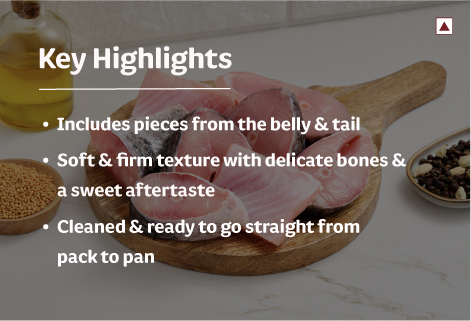 Key Highlights
• Includes pieces from the belly & tail
• Soft & firm texture with delicate bones &
a sweet aftertaste
• Cleaned & ready to go straight from
pack to pan